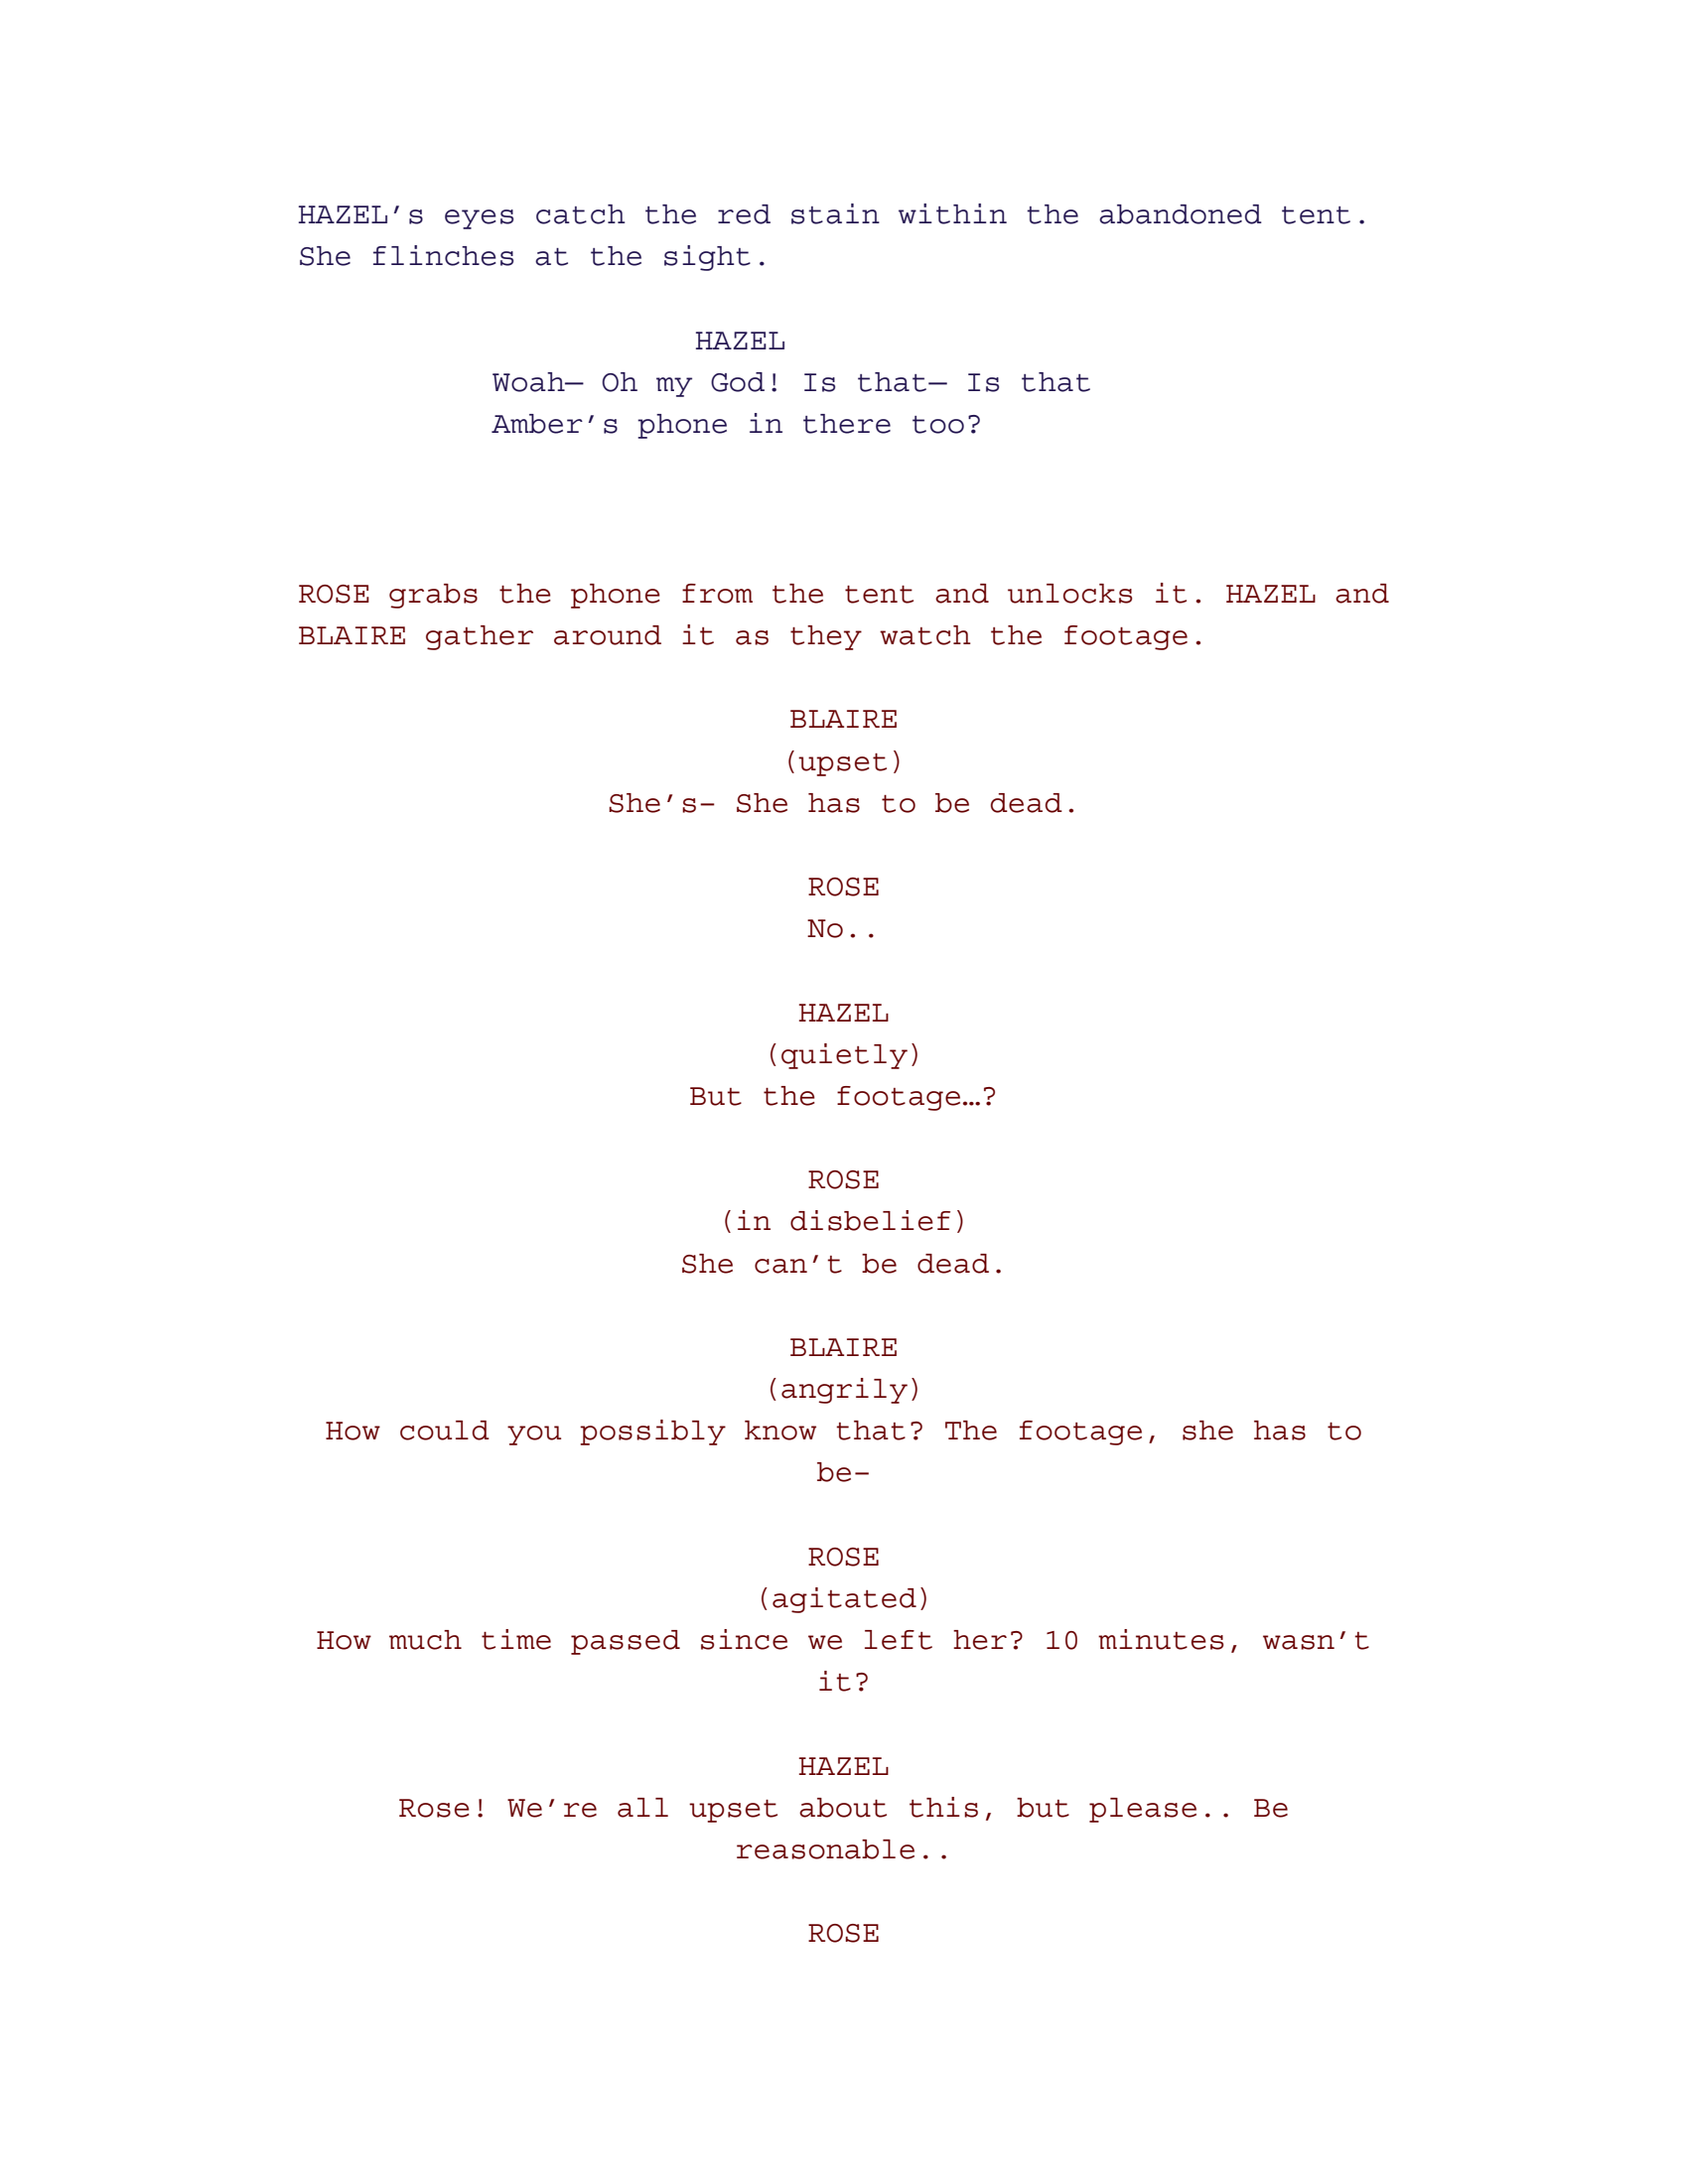 HAZEL’s eyes catch the red stain within the abandoned tent.
She flinches at the sight.
HAZEL
Woah— Oh my God! Is that— Is that
Amber’s phone in there too?
ROSE grabs the phone from the tent and unlocks it. HAZEL and
BLAIRE gather around it as they watch the footage.
BLAIRE
(upset)
She’s- She has to be dead.
ROSE
No..
HAZEL
(quietly)
But the footage…?
ROSE
(in disbelief)
She can’t be dead.
BLAIRE
(angrily)
How could you possibly know that? The footage, she has to
be-
ROSE
(agitated)
How much time passed since we left her? 10 minutes, wasn’t
it?
HAZEL
Rose! We’re all upset about this, but please.. Be
reasonable..
ROSE